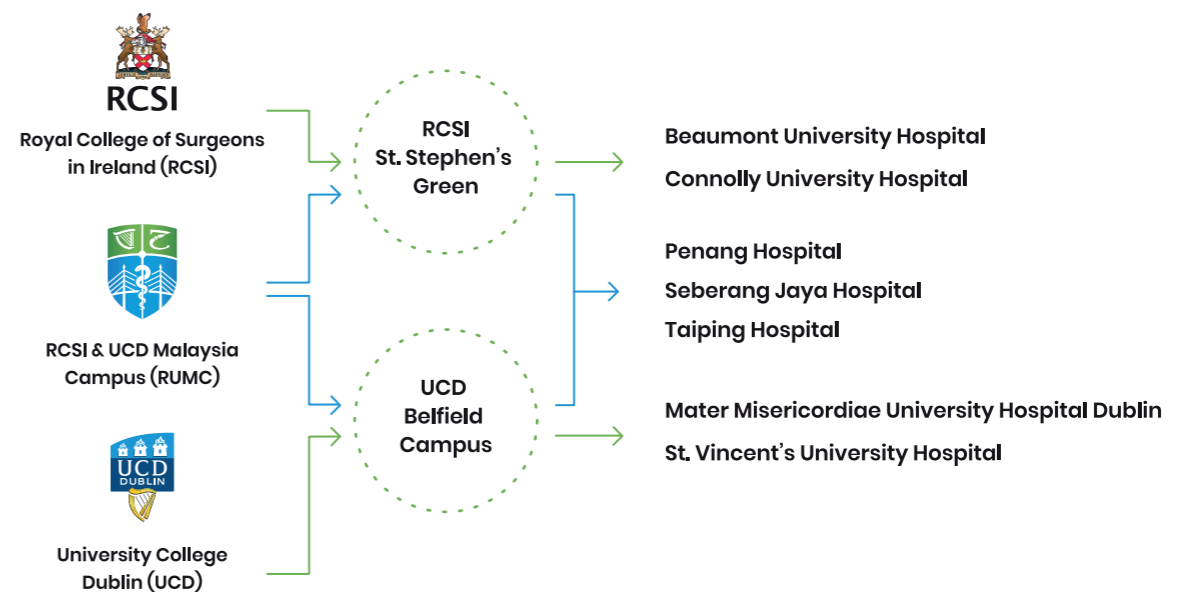 RCSI
Royal College of Surgeons
in Ireland (RCSI)
RCSI & UCD Malaysia
Campus (RUMC)
UCD
DUBLIN
University College
Dublin (UCD)
RCSI
St. Stephen's
Green
UCD
Belfield
Campus
Beaumont University Hospital
Connolly University Hospital
Penang Hospital
Seberang Jaya Hospital
Taiping Hospital
Mater Misericordiae University Hospital Dublin
St. Vincent's University Hospital